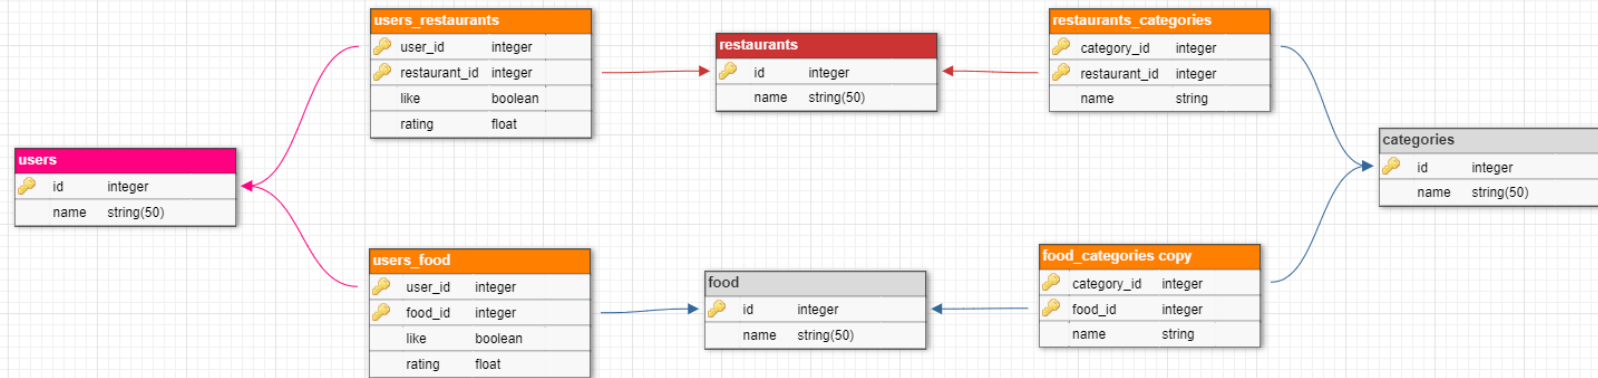 users_restaurants
user_id integer
restaurant_id integer
like boolean
rating float
restaurants
id integer
name string(50)
restaurants_categories
category_id integer
restaurant_id integer
name string
users
id integer
name string(50)
categories
id integer
name string(50)
users_food
user_id integer
food_id integer
like boolean
rating float
food
id integer
name string(50)
food_categories copy
category_id integer
food_id integer
name string